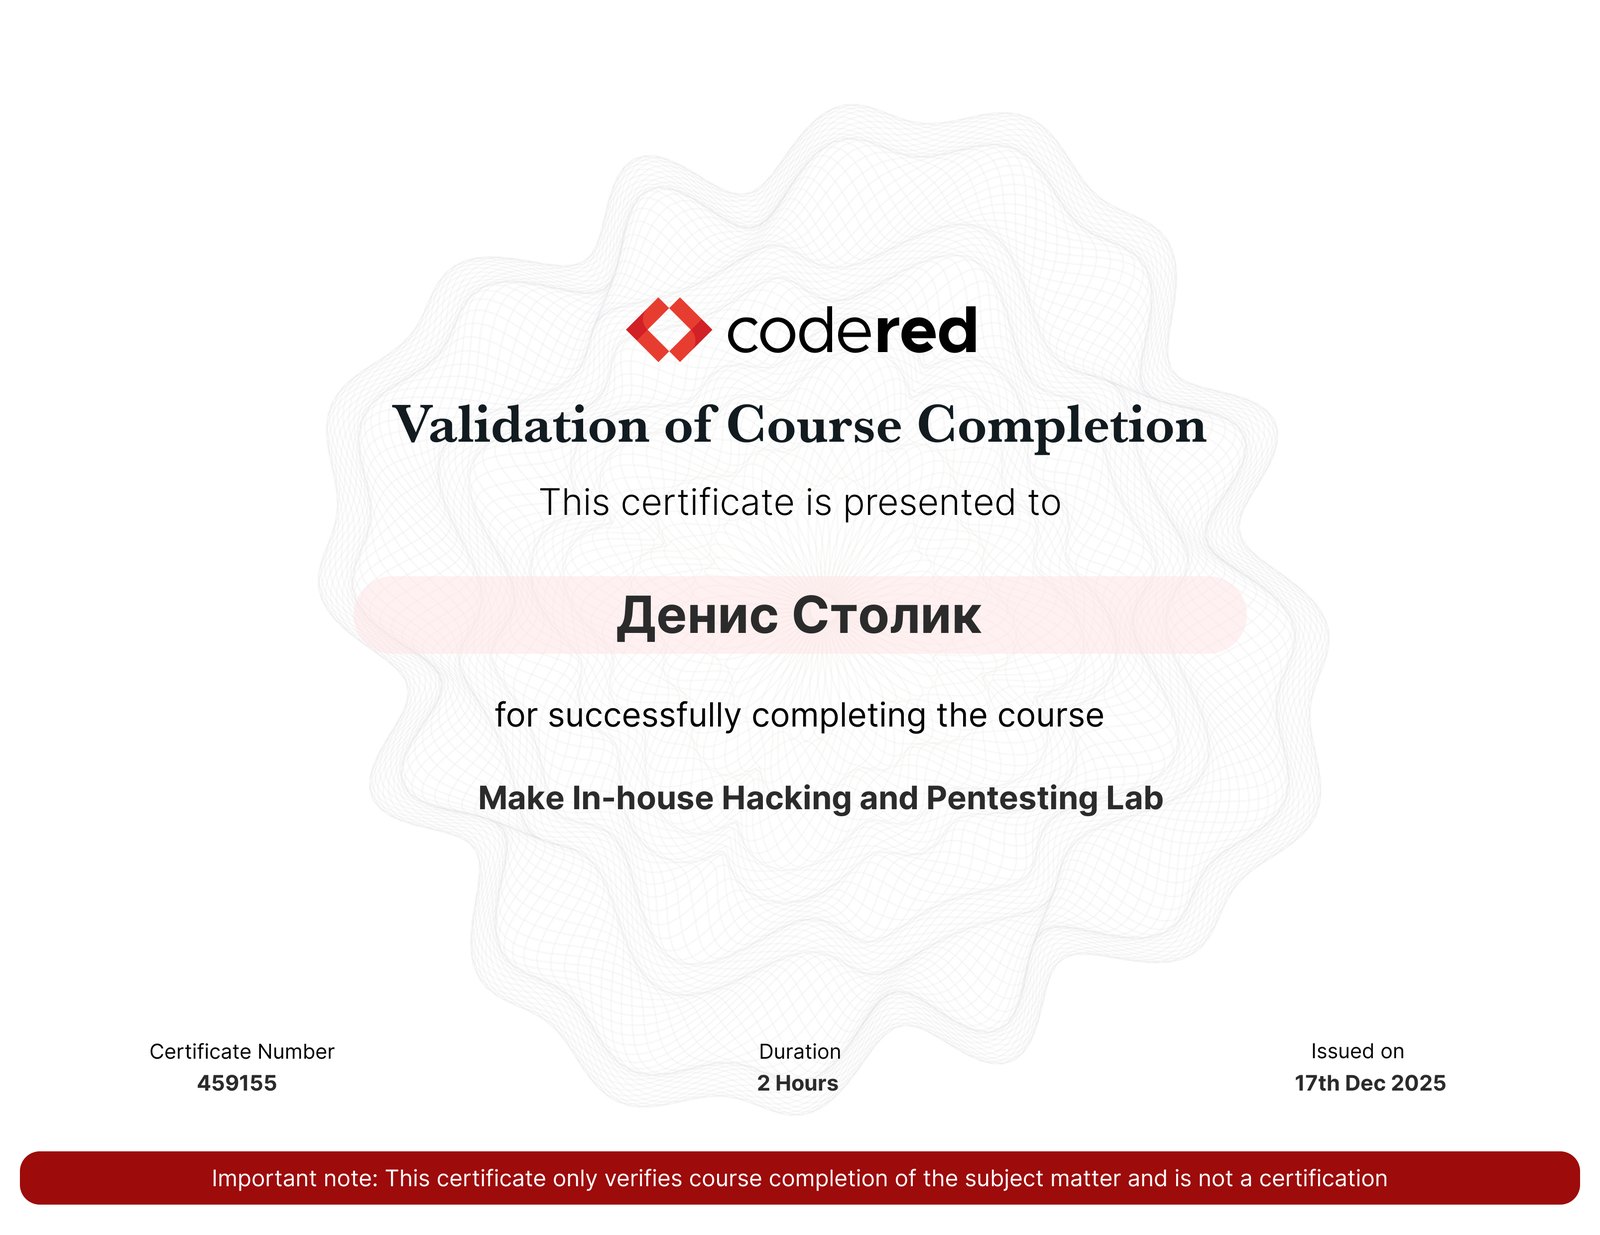 codered
Validation of Course Completion
This certificate is presented to
Денис Столик
for successfully completing the course
Make In-house Hacking and Pentesting Lab
Certificate Number
459155
Duration
2 Hours
Issued on
17th Dec 2025
Important note: This certificate only verifies course completion of the subject matter and is not a certification